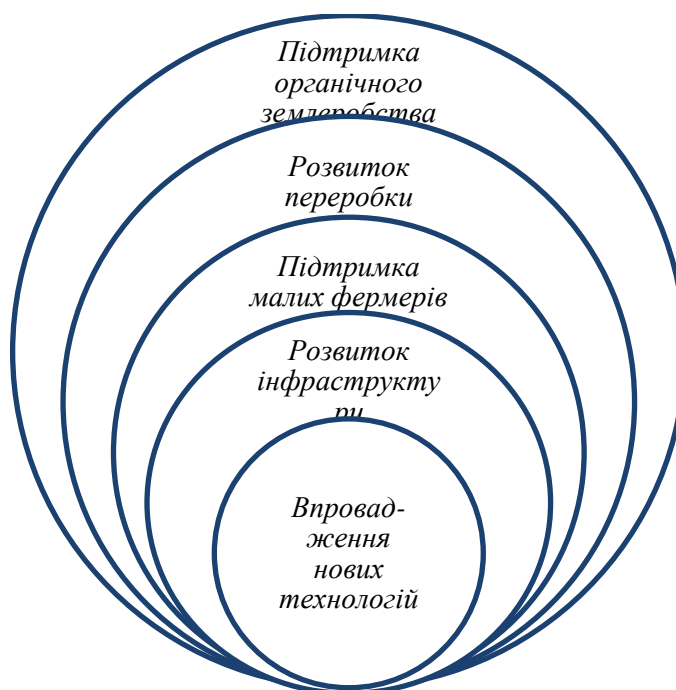 Підтримка
органічного
землеробства
Розвиток
переробки
Підтримка
малих фермерів
Розвиток
інфраструкту
ри
Впровад-
ження
нових
технологій